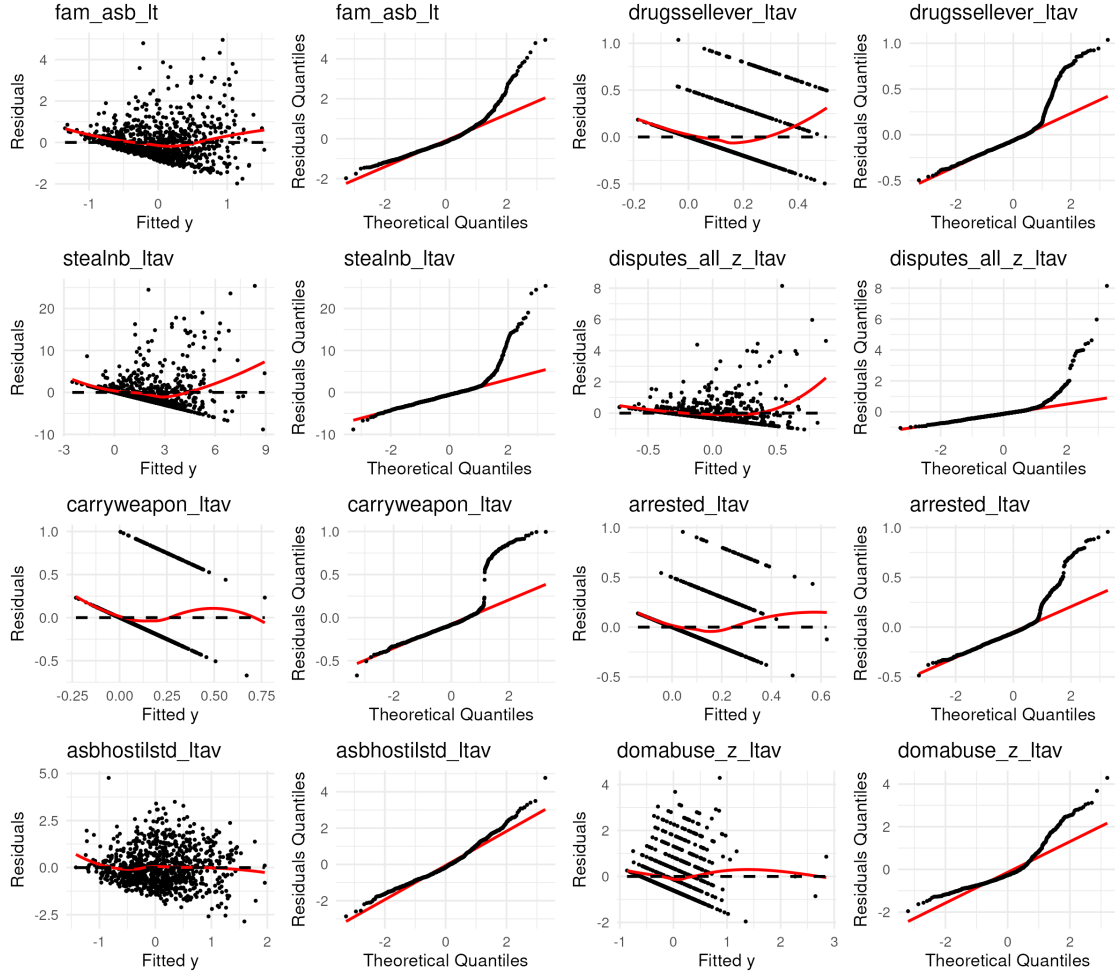 fam_asb_lt
Residuals
4
2
0
-2
-1
0
1
Fitted y
fam_asb_lt
Residuals Quantiles
4
2
0
-2
-2
0
2
Theoretical Quantiles
drugssellever_ltav
Residuals
1.0
0.5
0.0
-0.5
-0.2
0.0
0.2
0.4
Fitted y
drugssellever_ltav
Residuals Quantiles
1.0
0.5
0.0
-0.5
-2
0
2
Theoretical Quantiles
stealnb_ltav
Residuals
20
10
0
-10
-3
0
3
6
9
Fitted y
stealnb_ltav
Residuals Quantiles
20
10
0
-10
-2
0
2
Theoretical Quantiles
disputes_all_z_ltav
Residuals
8
6
4
2
0
-0.5
0.0
0.5
Fitted y
disputes_all_z_ltav
Residuals Quantiles
8
6
4
2
0
-2
0
2
Theoretical Quantiles
carryweapon_ltav
Residuals
1.0
0.5
0.0
-0.5
-0.25
0.00
0.25
0.50
0.75
Fitted y
carryweapon_ltav
Residuals Quantiles
1.0
0.5
0.0
-0.5
-2
0
2
Theoretical Quantiles
arrested_ltav
Residuals
1.0
0.5
0.0
-0.5
0.0
0.2
0.4
0.6
Fitted y
arrested_ltav
Residuals Quantiles
1.0
0.5
0.0
-0.5
-2
0
2
Theoretical Quantiles
asbhostilstd_ltav
Residuals
5.0
2.5
0.0
-2.5
-1
0
1
2
Fitted y
asbhostilstd_ltav
Residuals Quantiles
4
2
0
-2
-2
0
2
Theoretical Quantiles
domabuse_z_ltav
Residuals
4
2
0
-2
-1
0
1
2
3
Fitted y
domabuse_z_ltav
Residuals Quantiles
4
2
0
-2
-2
0
2
Theoretical Quantiles